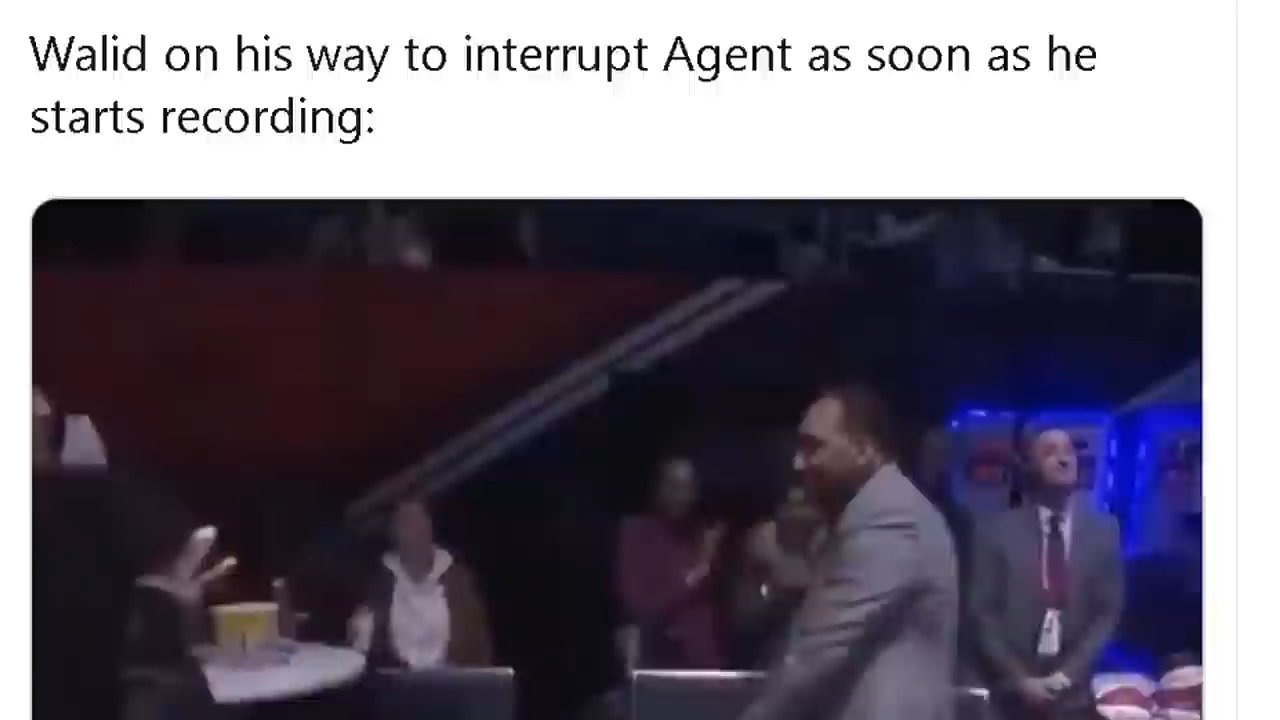 Walid on his way to interrupt Agent as soon as he
starts recording: